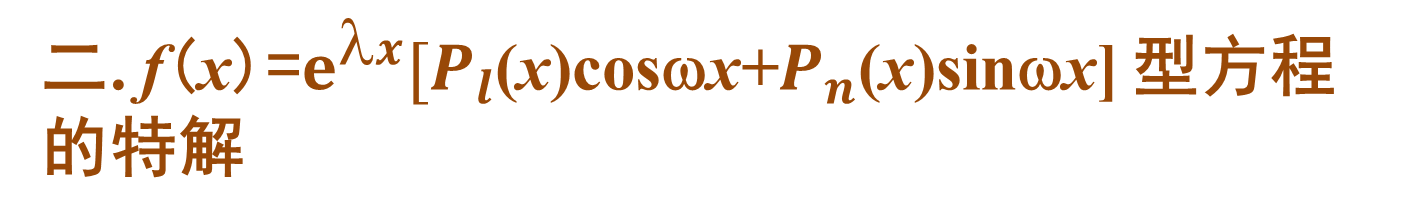 二.f(x)=e^{λx}[P_l(x)cosωx+P_n(x)sinωx] 型方程
的特解